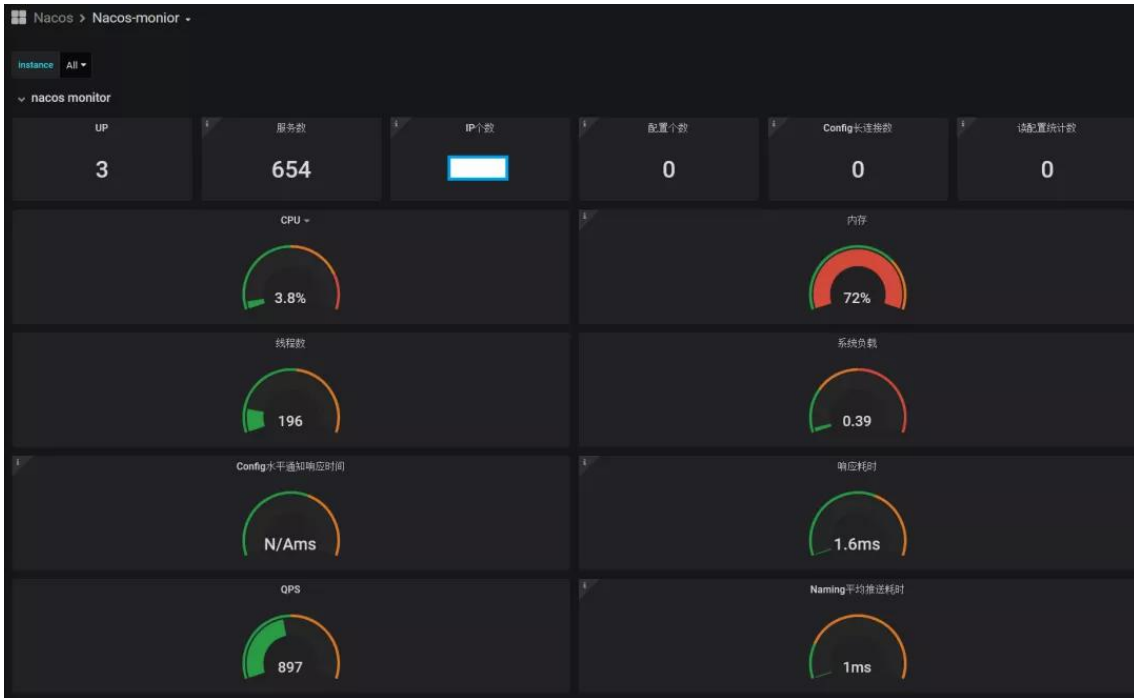 Nacos > Nacos-monior
instance All
nacos monitor
UP 服务数 IP个数 配置个数 Config长连接数 读配置统计数
3 654 0 0 0
CPU 内存
3.8% 72%
线程数 系统负载
196 0.39
Config水平通知响应时间 响应耗时
N/Ams 1.6ms
QPS Naming平均推送耗时
897 1ms